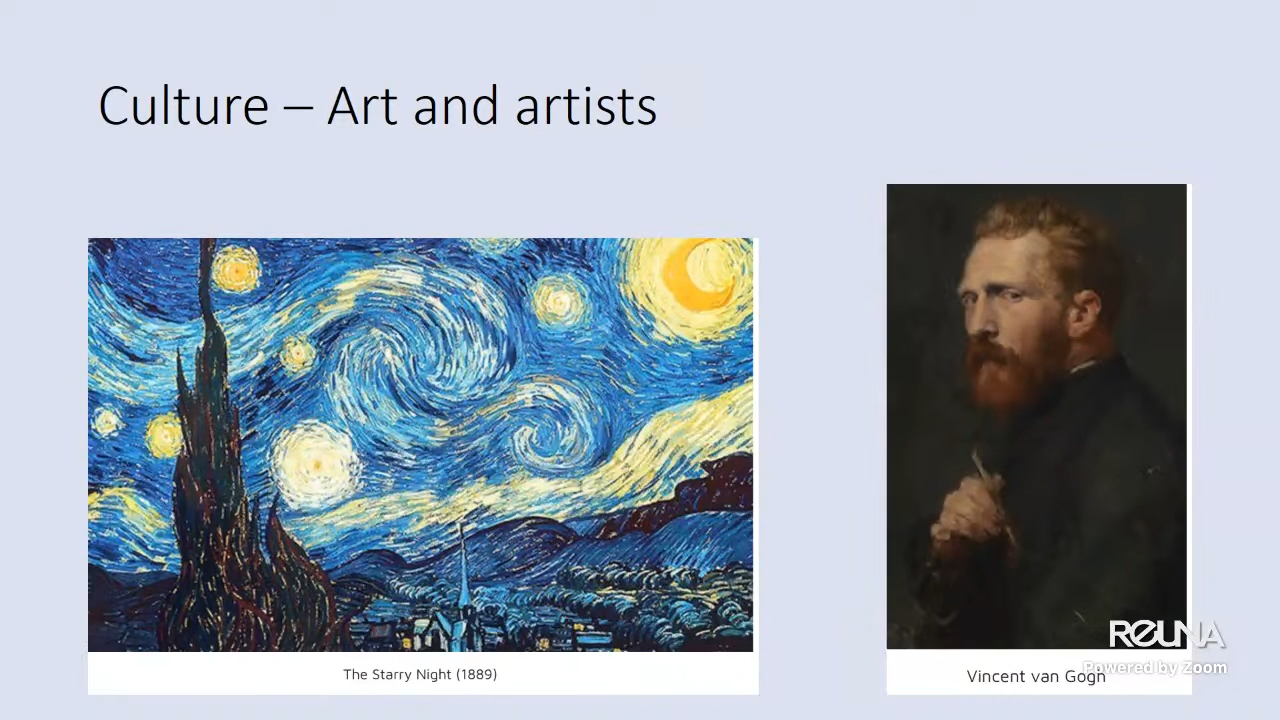 Culture – Art and artists
The Starry Night (1889)
Vincent van Gogh
REUNA
Powered by Zoom